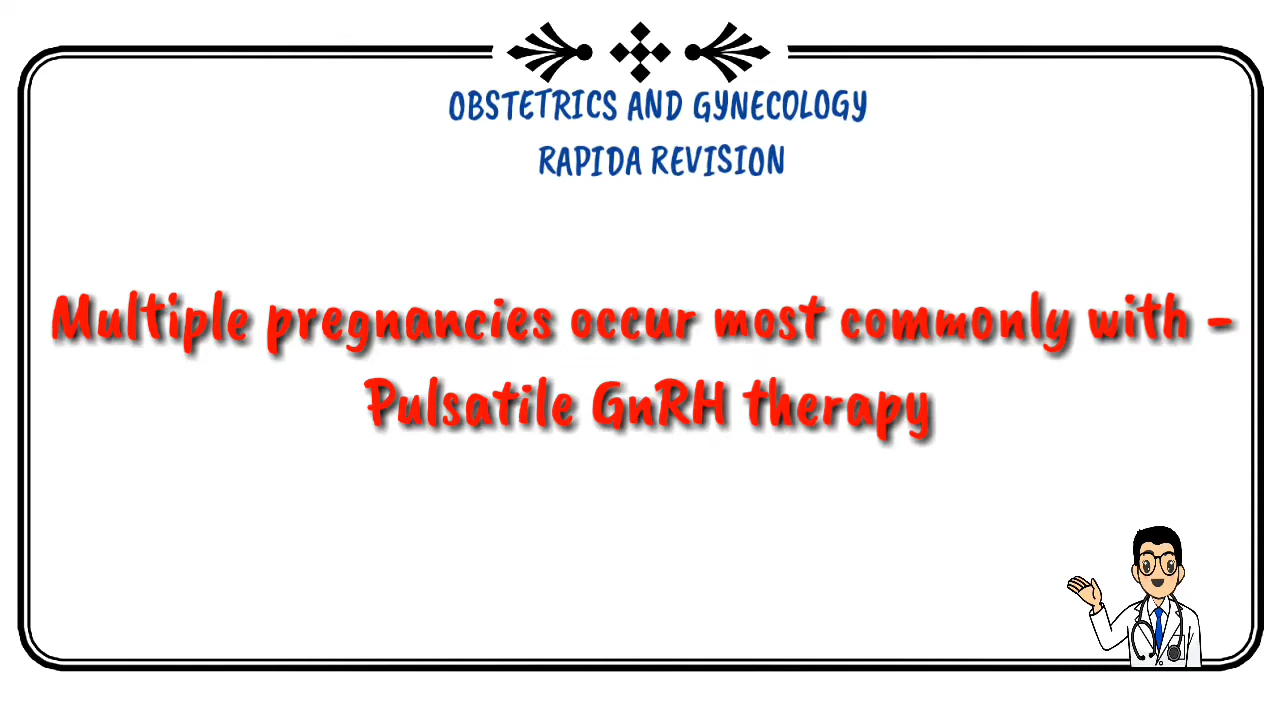 OBSTETRICS AND GYNECOLOGY
RAPIDA REVISION
Multiple pregnancies occur most commonly with -
Pulsatile GnRH therapy